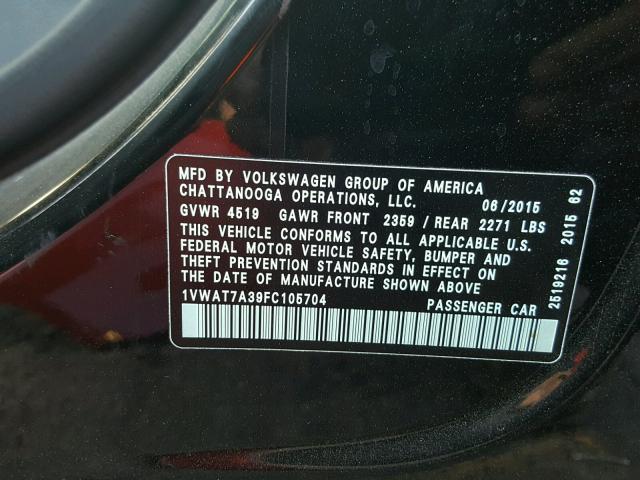 MFD BY VOLKSWAGEN GROUP OF AMERICA
CHATTANOOGA OPERATIONS, LLC. 06/2015
GVWR 4519 GAWR FRONT 2359 / REAR 2271 LBS
THIS VEHICLE CONFORMS TO ALL APPLICABLE U.S.
FEDERAL MOTOR VEHICLE SAFETY, BUMPER AND
THEFT PREVENTION STANDARDS IN EFFECT ON
THE DATE OF MANUFACTURE SHOWN ABOVE
1VWAT7A39FC105704 PASSENGER CAR
2519216 2015 62